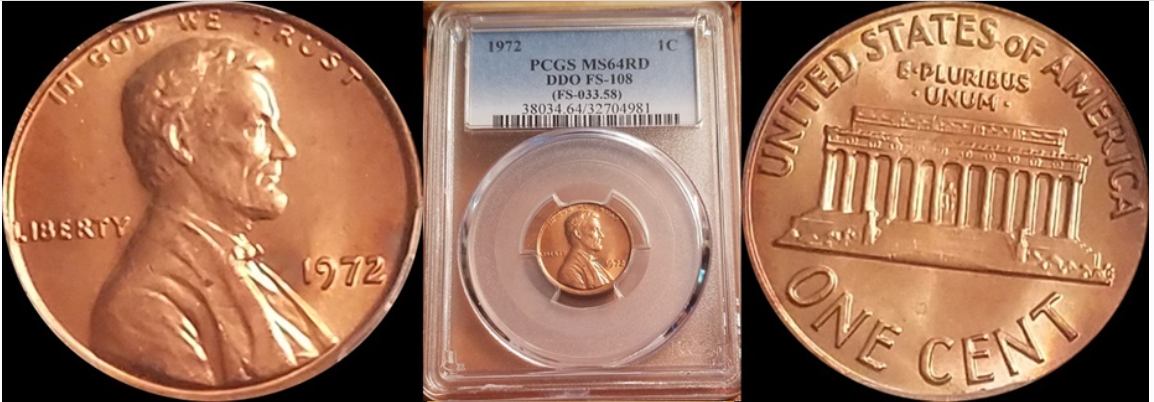 IN GOD WE TRUST
LIBERTY
1972
1972 1C
PCGS MS64RD
DDO FS-108
(FS-033.58)
38034.64/32704981
UNITED STATES OF AMERICA
E·PLURIBUS
·UNUM·
ONE CENT